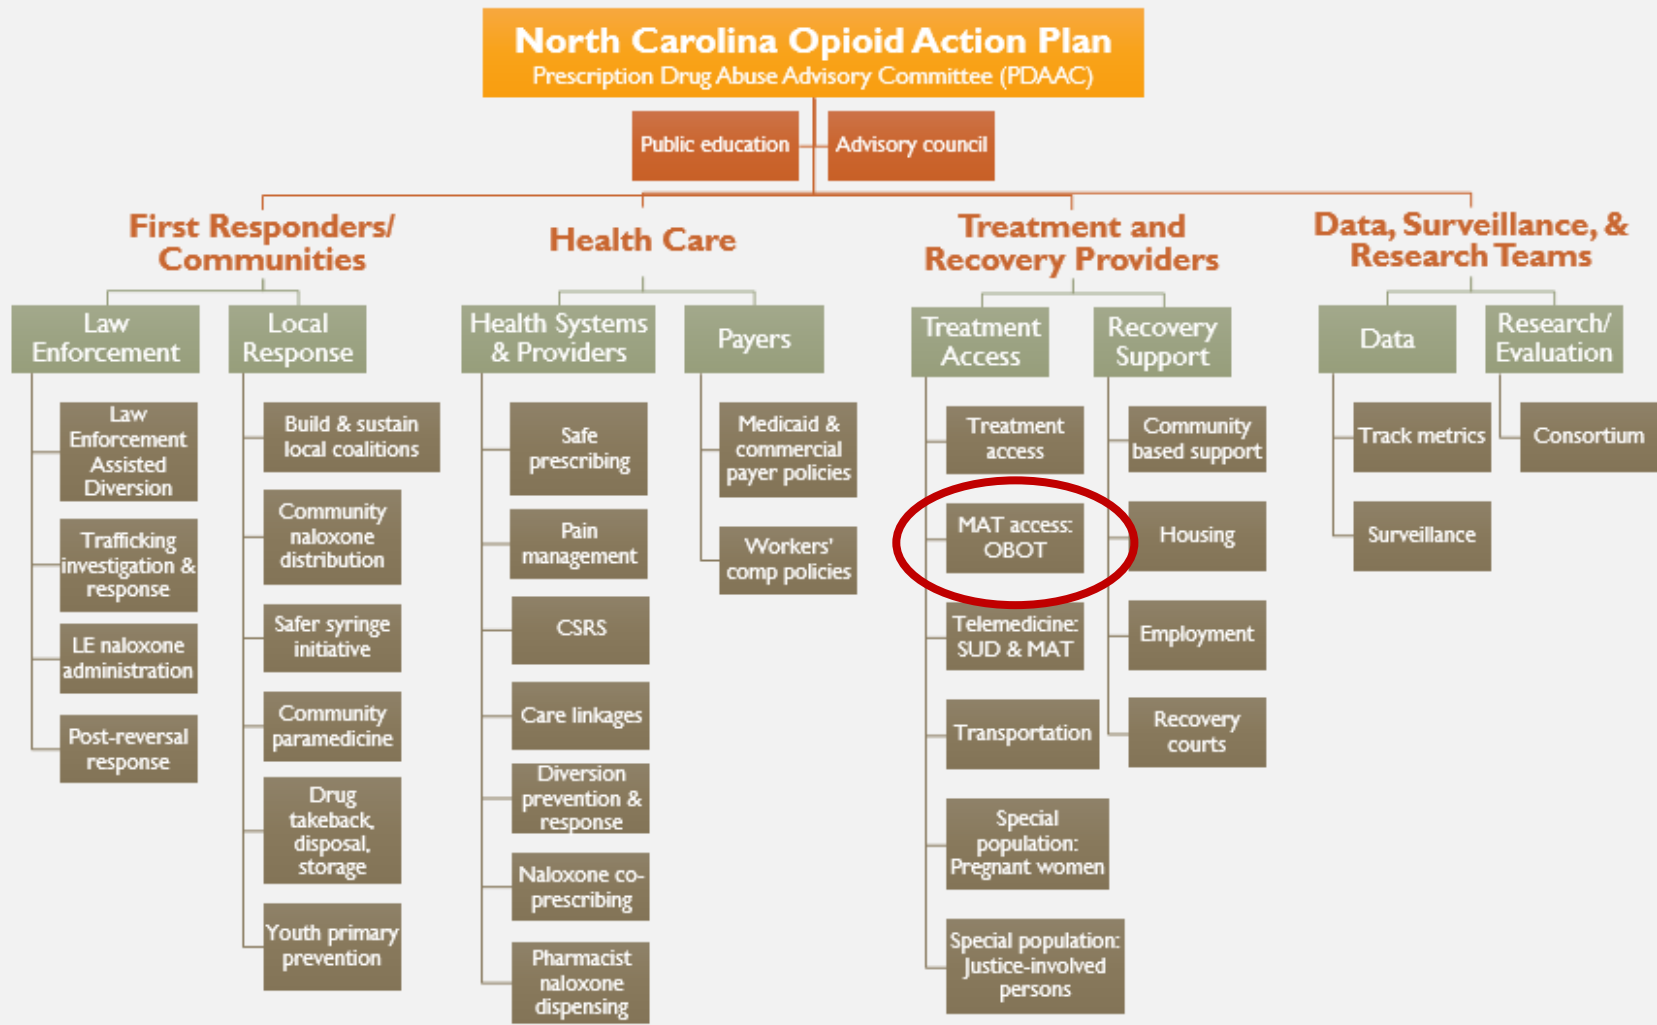 North Carolina Opioid Action Plan
Prescription Drug Abuse Advisory Committee (PDAAC)
Public education
Advisory council
First Responders/
Communities
Law
Enforcement
Law
Enforcement
Assisted
Diversion
Trafficking
investigation &
response
LE naloxone
administration
Post-reversal
response
Local
Response
Build & sustain
local coalitions
Community
naloxone
distribution
Safer syringe
initiative
Community
paramedicine
Drug
takeback,
disposal,
storage
Youth primary
prevention
Health Care
Health Systems
& Providers
Safe
prescribing
Pain
management
CSRS
Care linkages
Diversion
prevention &
response
Naloxone co-
prescribing
Pharmacist
naloxone
dispensing
Payers
Medicaid &
commercial
payer policies
Workers'
comp policies
Treatment and
Recovery Providers
Treatment
Access
Treatment
access
MAT access:
OBOT
Telemedicine:
SUD & MAT
Transportation
Special
population:
Pregnant women
Special population:
Justice-involved
persons
Recovery
Support
Community
based support
Housing
Employment
Recovery
courts
Data, Surveillance, &
Research Teams
Data
Track metrics
Surveillance
Research/
Evaluation
Consortium